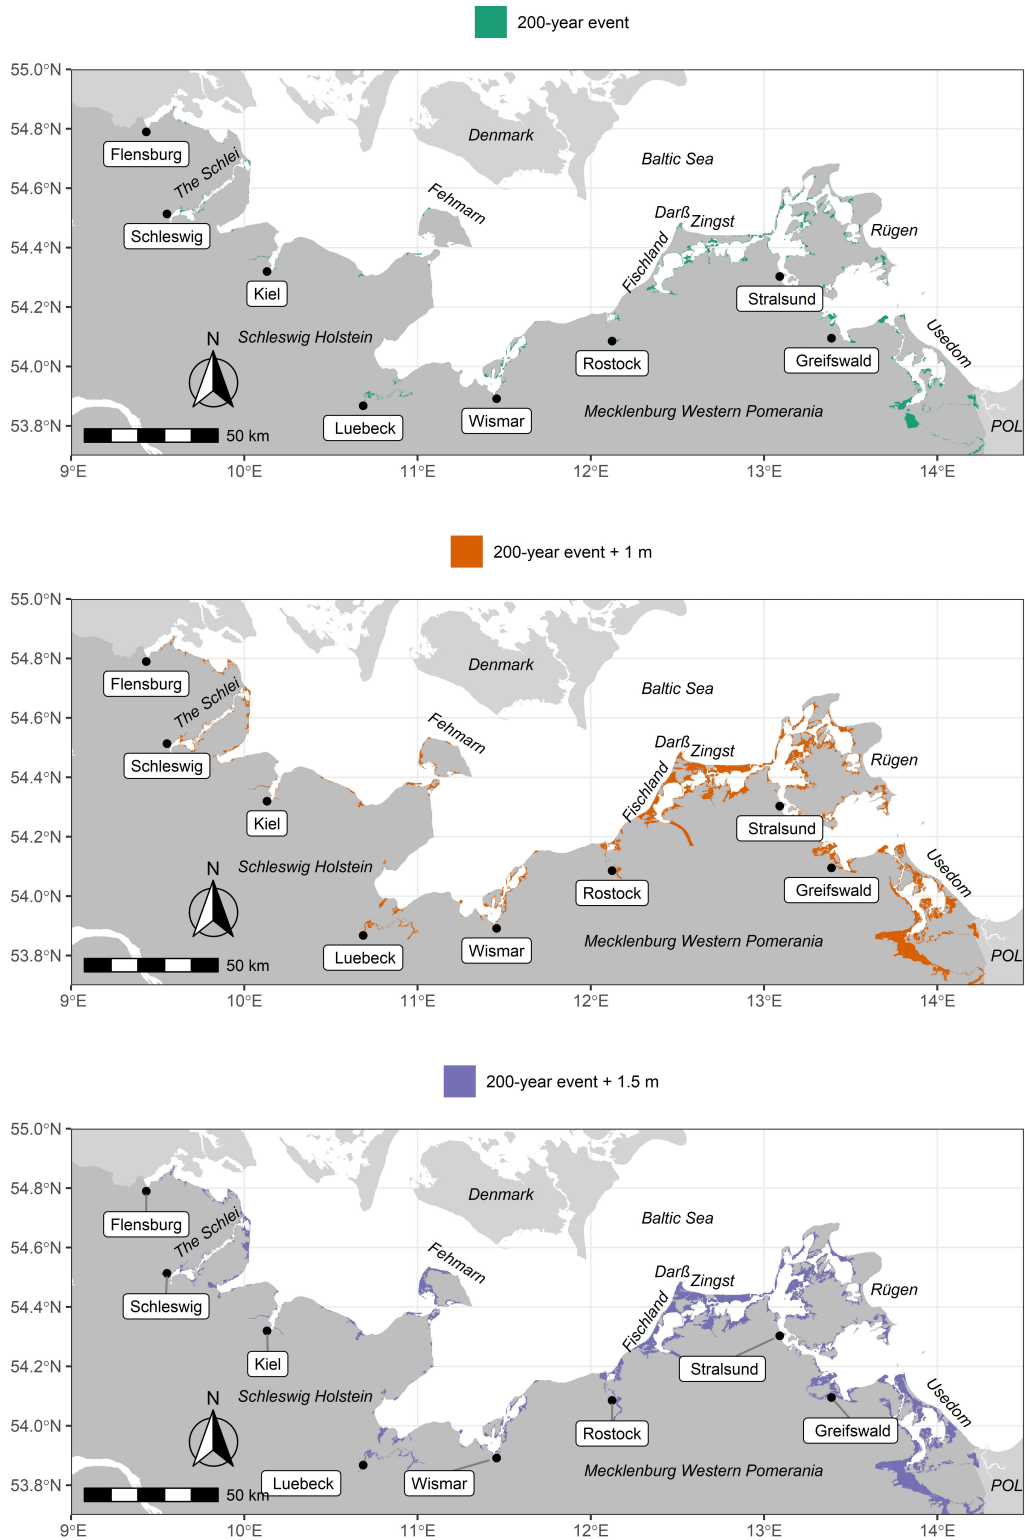 200-year event
55.0°N
54.8°N
54.6°N
54.4°N
54.2°N
54.0°N
53.8°N
Denmark
Baltic Sea
Flensburg
The Schlei
Schleswig
Fehmarn
Darß
Zingst
Fischland
Rügen
Kiel
Stralsund
Schleswig Holstein
N
Rostock
Greifswald
Usedom
Luebeck
Wismar
Mecklenburg Western Pomerania
POL
50 km
9°E
10°E
11°E
12°E
13°E
14°E
200-year event + 1 m
55.0°N
54.8°N
54.6°N
54.4°N
54.2°N
54.0°N
53.8°N
Denmark
Baltic Sea
Flensburg
The Schlei
Schleswig
Fehmarn
Darß
Zingst
Fischland
Rügen
Kiel
Stralsund
Schleswig Holstein
N
Rostock
Greifswald
Usedom
Luebeck
Wismar
Mecklenburg Western Pomerania
POL
50 km
9°E
10°E
11°E
12°E
13°E
14°E
200-year event + 1.5 m
55.0°N
54.8°N
54.6°N
54.4°N
54.2°N
54.0°N
53.8°N
Denmark
Baltic Sea
Flensburg
The Schlei
Schleswig
Fehmarn
Darß
Zingst
Fischland
Rügen
Kiel
Stralsund
Schleswig Holstein
N
Rostock
Greifswald
Usedom
Luebeck
Wismar
Mecklenburg Western Pomerania
POL
50 km
9°E
10°E
11°E
12°E
13°E
14°E